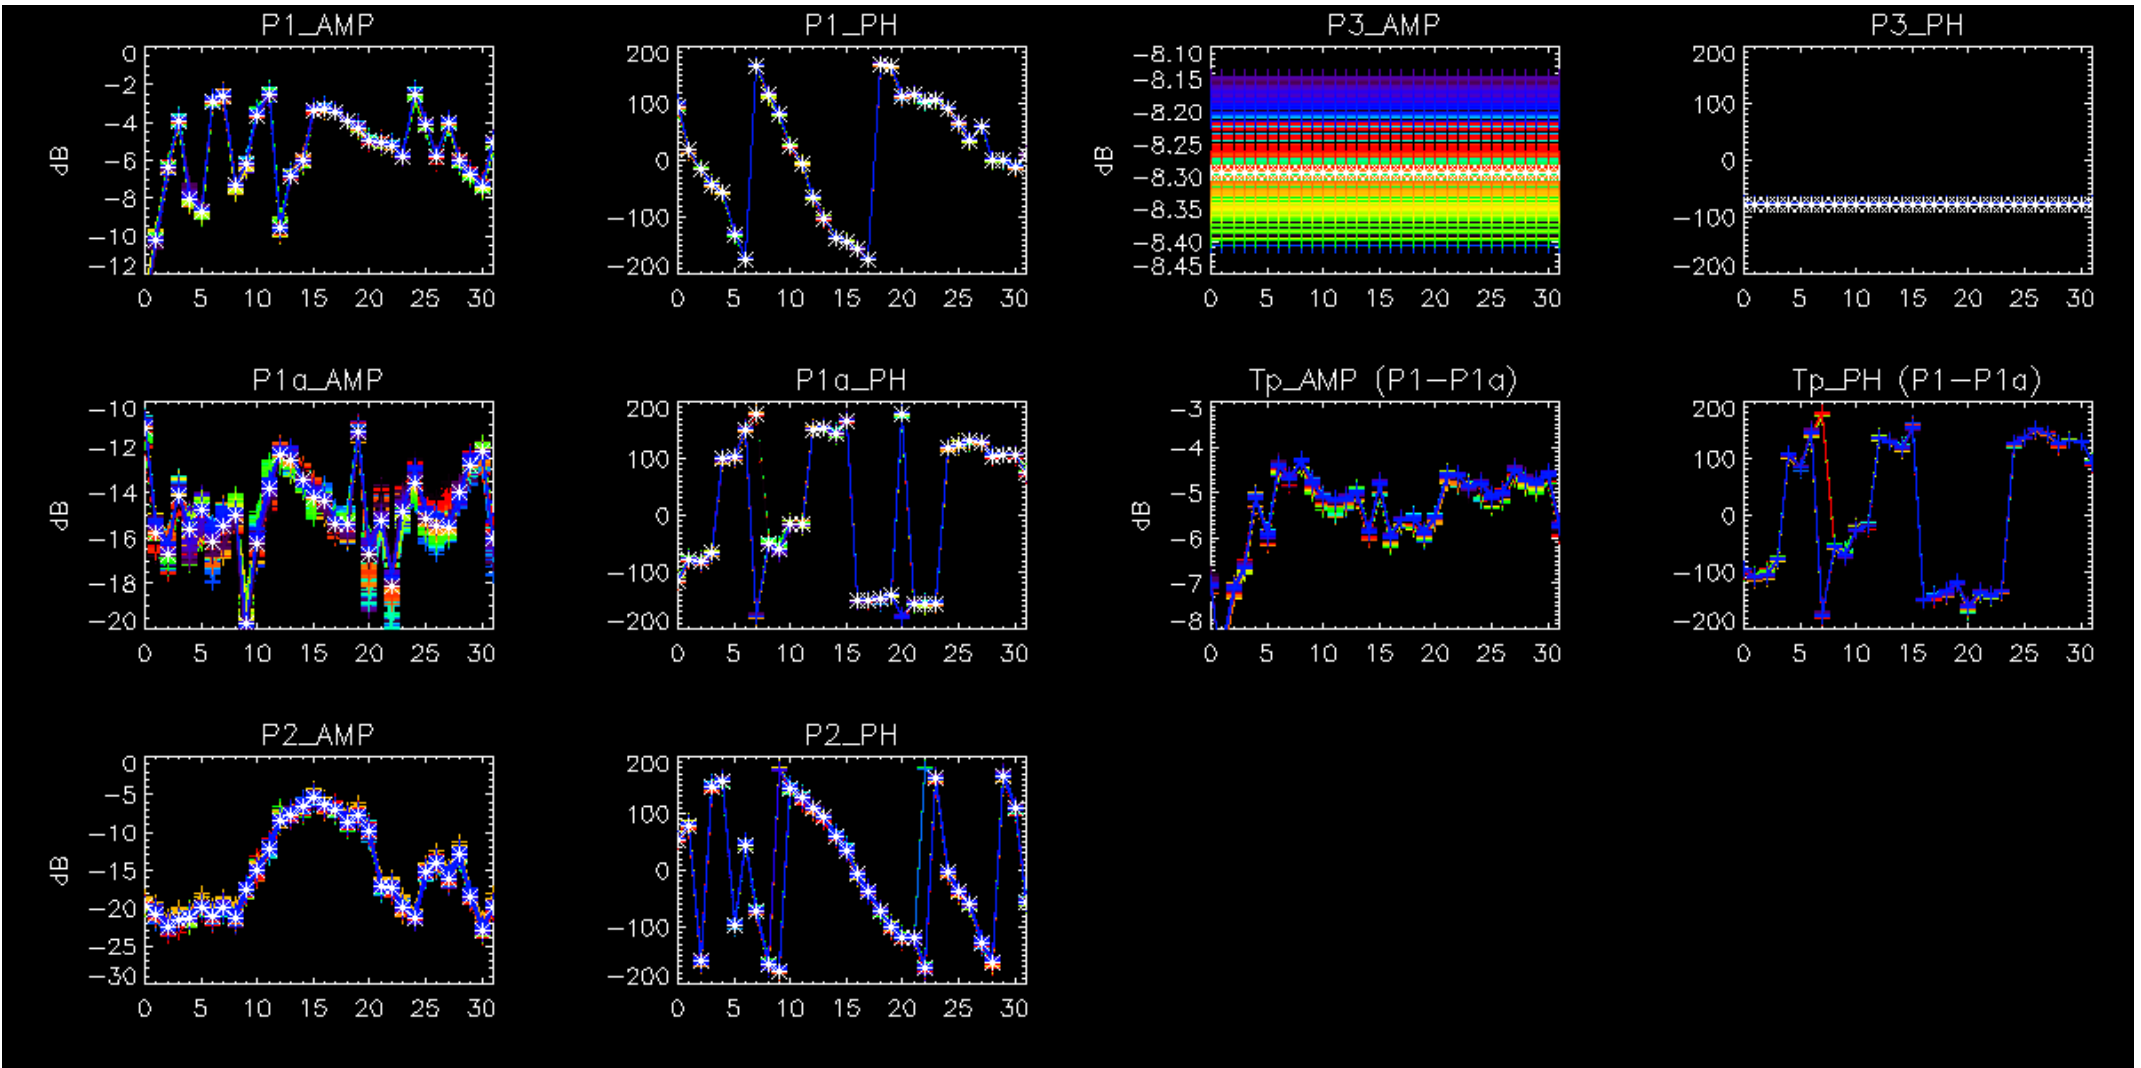 P1_AMP
0
−2
−4
−6
−8
−10
−12
dB
0 5 10 15 20 25 30
P1_PH
200
100
0
−100
−200
0 5 10 15 20 25 30
P3_AMP
−8.10
−8.15
−8.20
−8.25
−8.30
−8.35
−8.40
−8.45
dB
0 5 10 15 20 25 30
P3_PH
200
100
0
−100
−200
0 5 10 15 20 25 30
P1a_AMP
−10
−12
−14
−16
−18
−20
dB
0 5 10 15 20 25 30
P1a_PH
200
100
0
−100
−200
0 5 10 15 20 25 30
Tp_AMP (P1−P1a)
−3
−4
−5
−6
−7
−8
dB
0 5 10 15 20 25 30
Tp_PH (P1−P1a)
200
100
0
−100
−200
0 5 10 15 20 25 30
P2_AMP
0
−5
−10
−15
−20
−25
−30
dB
0 5 10 15 20 25 30
P2_PH
200
100
0
−100
−200
0 5 10 15 20 25 30